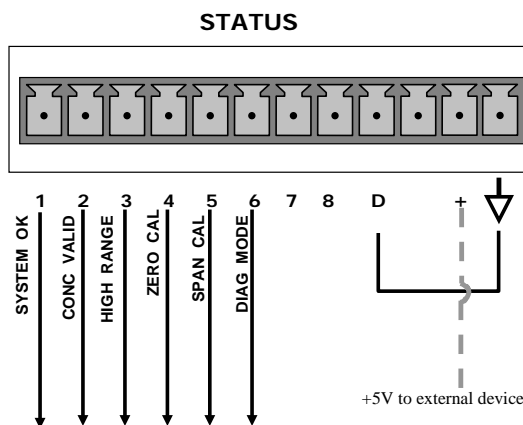 STATUS
1 2 3 4 5 6 7 8 D +
SYSTEM OK
CONC VALID
HIGH RANGE
ZERO CAL
SPAN CAL
DIAG MODE
+5V to external device